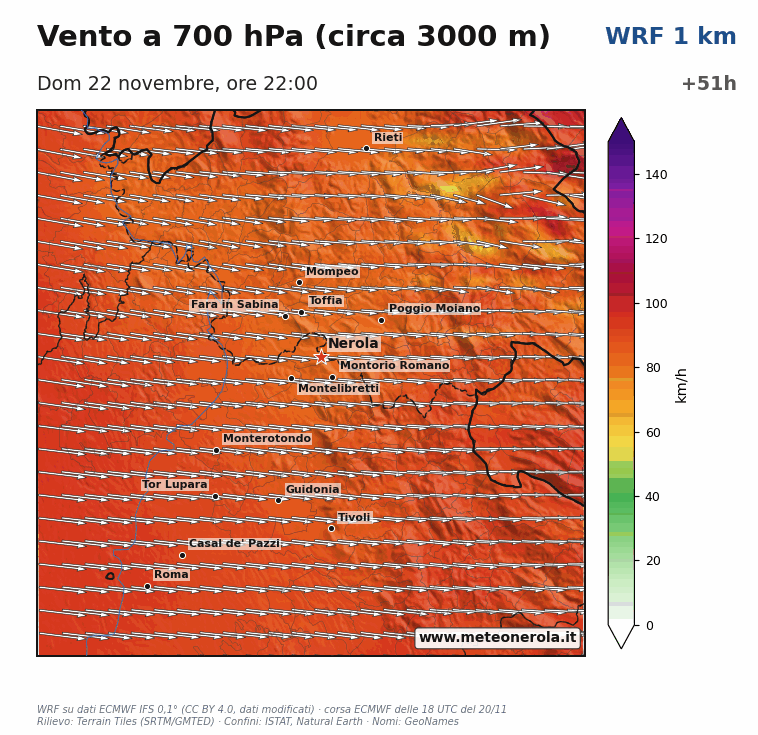 Vento a 700 hPa (circa 3000 m)
WRF 1 km
Dom 22 novembre, ore 22:00
+51h
Rieti
Mompeo
Toffia
Fara in Sabina
Poggio Moiano
Nerola
Montorio Romano
Montelibretti
Monterotondo
Tor Lupara
Guidonia
Tivoli
Casal de' Pazzi
Roma
www.meteonerola.it
140
120
100
80
60
40
20
0
km/h
WRF su dati ECMWF IFS 0,1° (CC BY 4.0, dati modificati) · corsa ECMWF delle 18 UTC del 20/11
Rilievo: Terrain Tiles (SRTM/GMTED) · Confini: ISTAT, Natural Earth · Nomi: GeoNames